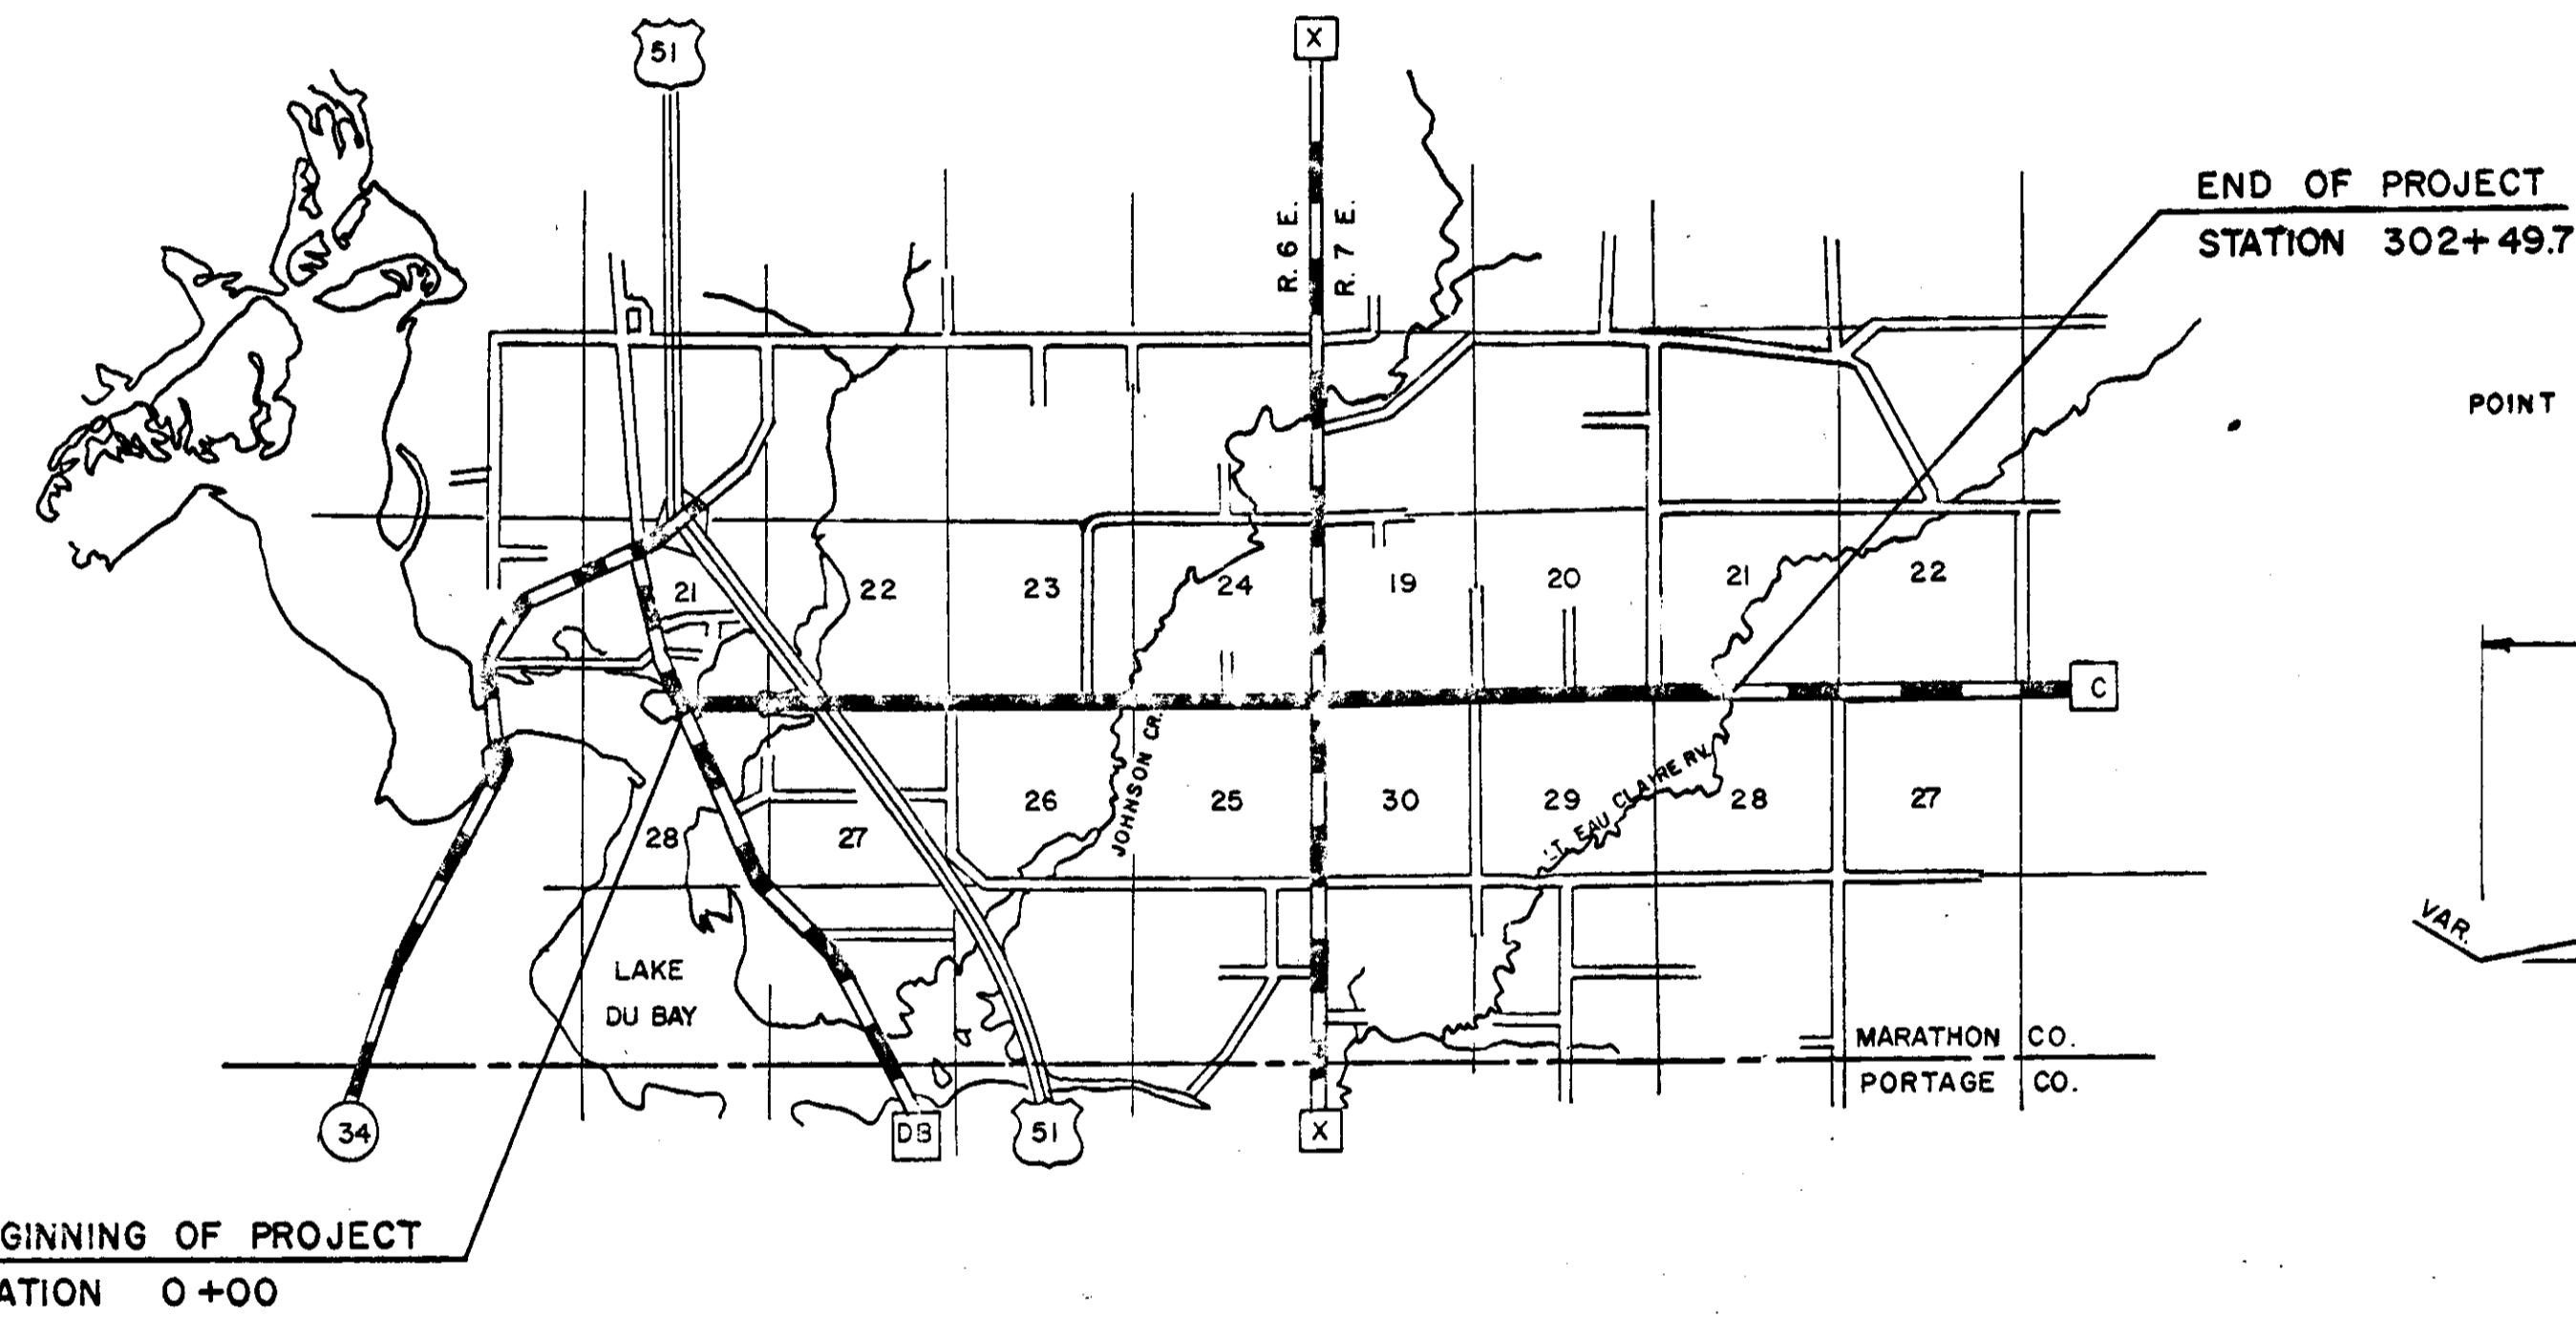 51
X
END OF PROJECT
STATION 302+49.7
R. 6 E.
R. 7 E.
POINT
21
22
23
24
19
20
21
22
C
JOHNSON CR.
LT. EAU CLAIRE RV.
28
27
26
25
30
29
28
27
VAR.
LAKE
DU BAY
MARATHON CO.
PORTAGE CO.
34
DB
51
X
GINNING OF PROJECT
ATION 0+00